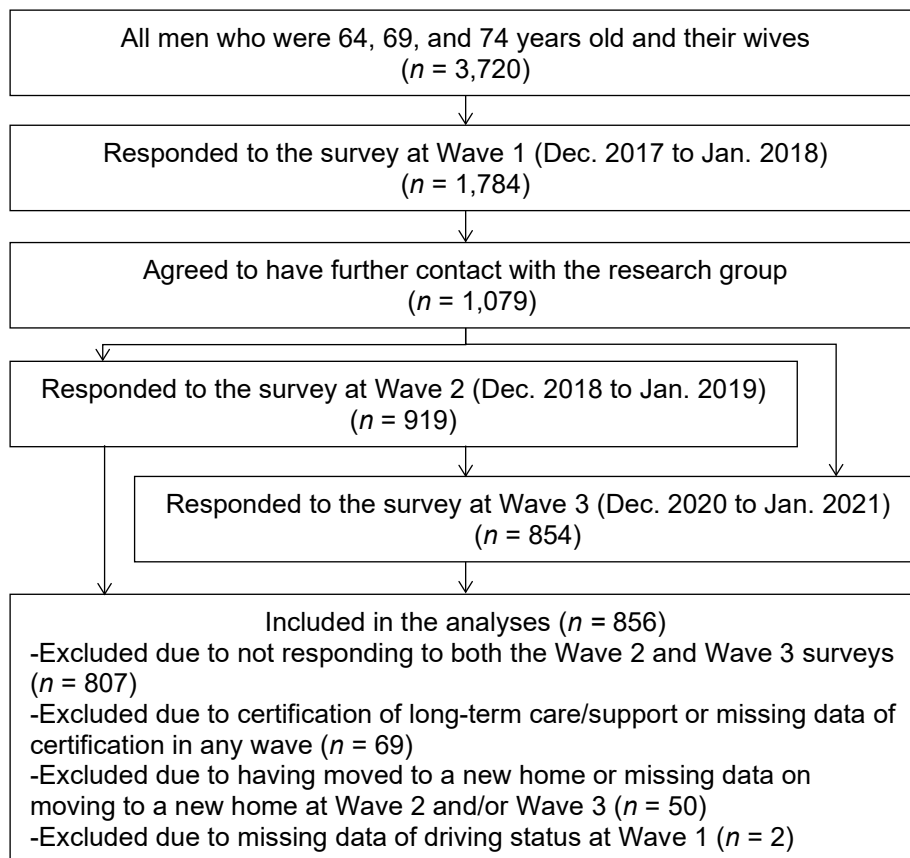 All men who were 64, 69, and 74 years old and their wives
(n = 3,720)
Responded to the survey at Wave 1 (Dec. 2017 to Jan. 2018)
(n = 1,784)
Agreed to have further contact with the research group
(n = 1,079)
Responded to the survey at Wave 2 (Dec. 2018 to Jan. 2019)
(n = 919)
Responded to the survey at Wave 3 (Dec. 2020 to Jan. 2021)
(n = 854)
Included in the analyses (n = 856)
-Excluded due to not responding to both the Wave 2 and Wave 3 surveys
(n = 807)
-Excluded due to certification of long-term care/support or missing data of
certification in any wave (n = 69)
-Excluded due to having moved to a new home or missing data on
moving to a new home at Wave 2 and/or Wave 3 (n = 50)
-Excluded due to missing data of driving status at Wave 1 (n = 2)